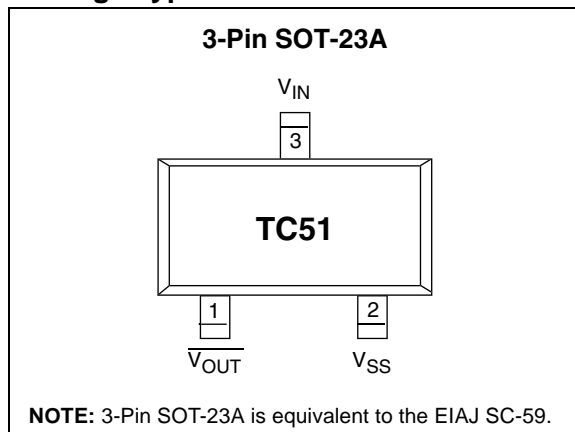 3-Pin SOT-23A
VIN
3
TC51
1 2
VOUT VSS
NOTE: 3-Pin SOT-23A is equivalent to the EIAJ SC-59.